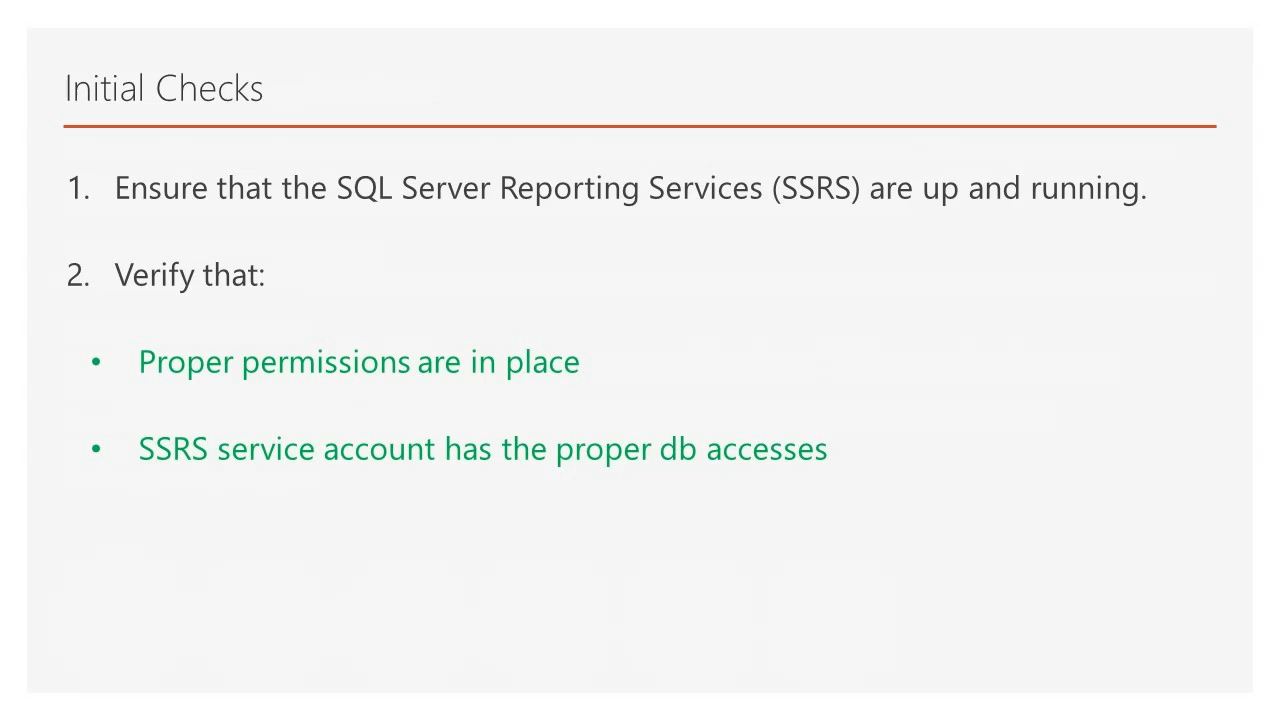 Initial Checks
1. Ensure that the SQL Server Reporting Services (SSRS) are up and running.
2. Verify that:
• Proper permissions are in place
• SSRS service account has the proper db accesses